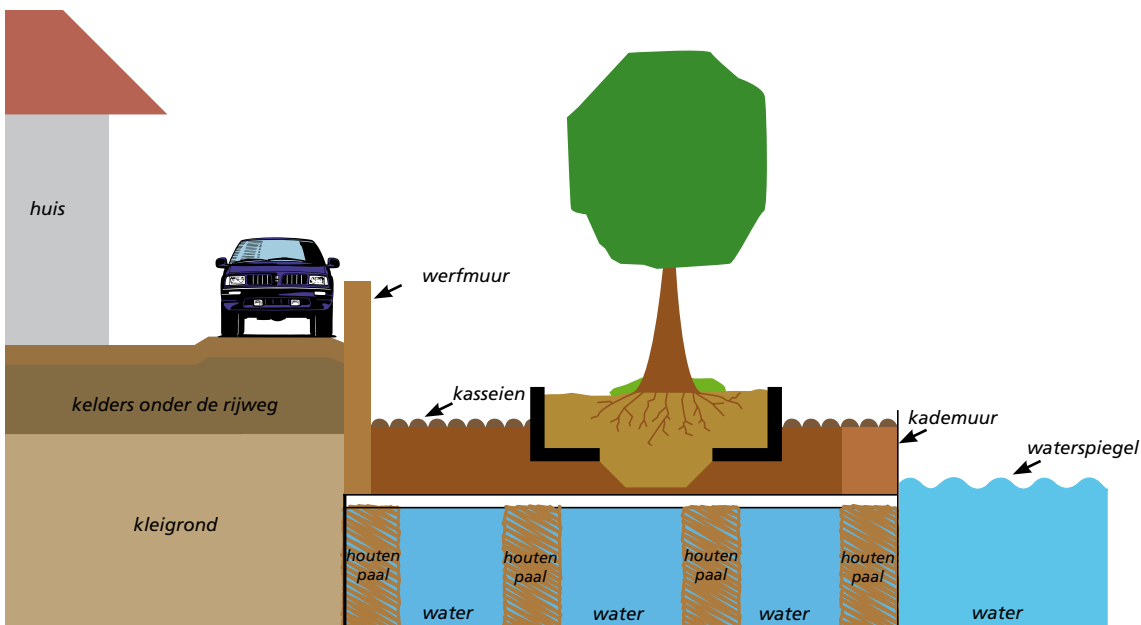 huis
werfmuur
kasseien
kelders onder de rijweg
kademuur
waterspiegel
kleigrond
houten
paal
houten
paal
houten
paal
houten
paal
water
water
water
water